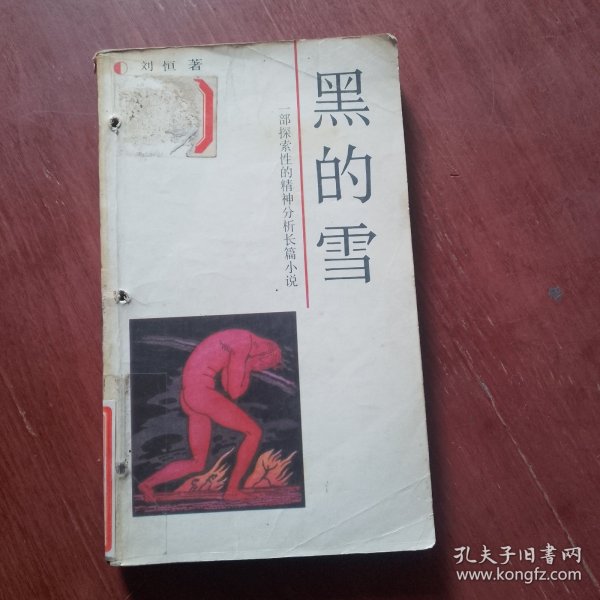 刘恒 著
黑的雪
一部探索性的精神分析长篇小说
孔夫子旧书网
www.kongfz.com